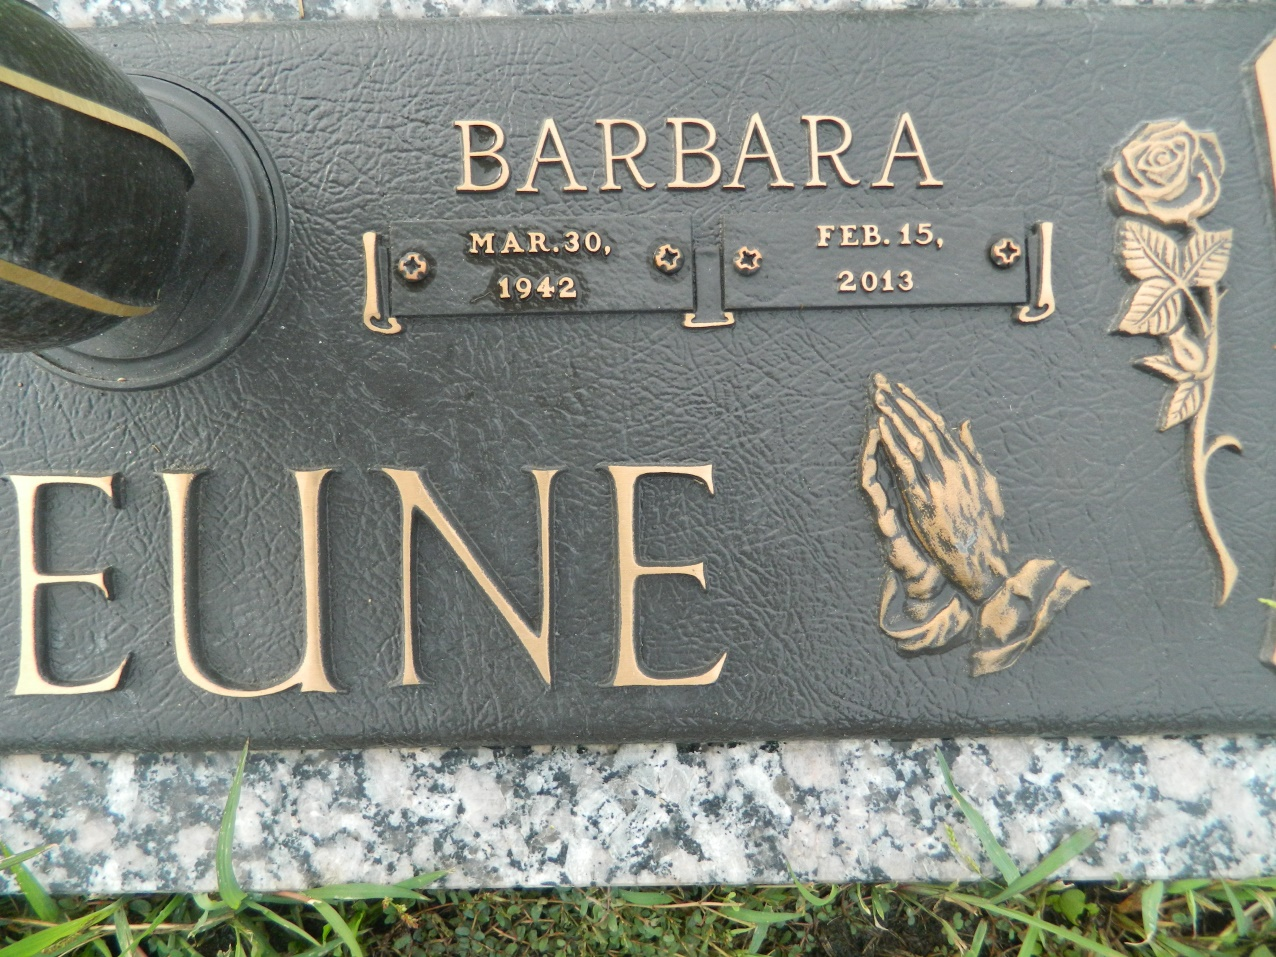 BARBARA
MAR. 30,
1942
FEB. 15,
2013
EUNE